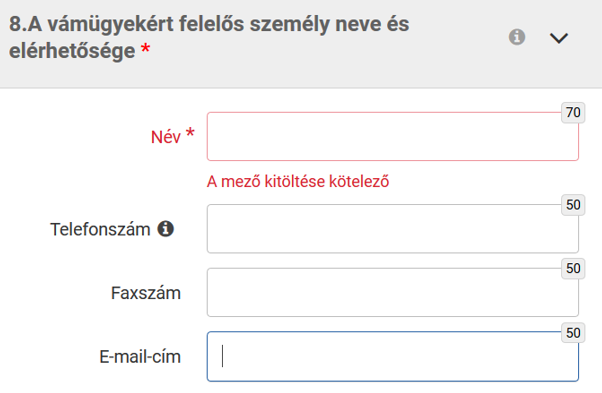 8.A vámügyekért felelős személy neve és
elérhetősége *
70
Név *
A mező kitöltése kötelező
50
Telefonszám
50
Faxszám
50
E-mail-cím